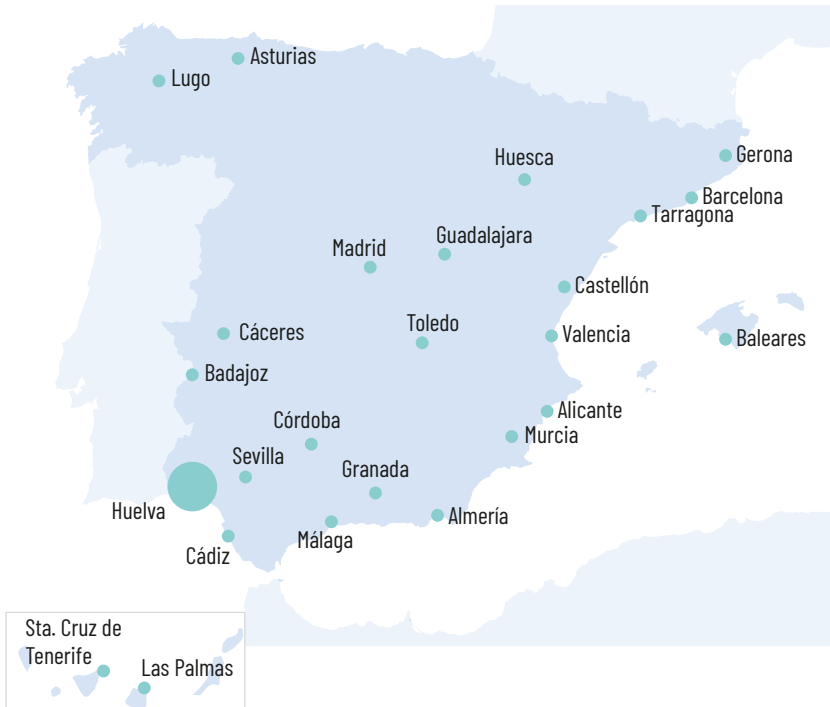 Asturias
Lugo
Huesca
Gerona
Barcelona
Tarragona
Guadalajara
Madrid
Castellón
Toledo
Cáceres
Valencia
Baleares
Badajoz
Alicante
Córdoba
Murcia
Sevilla
Granada
Huelva
Almería
Málaga
Cádiz
Sta. Cruz de
Tenerife
Las Palmas